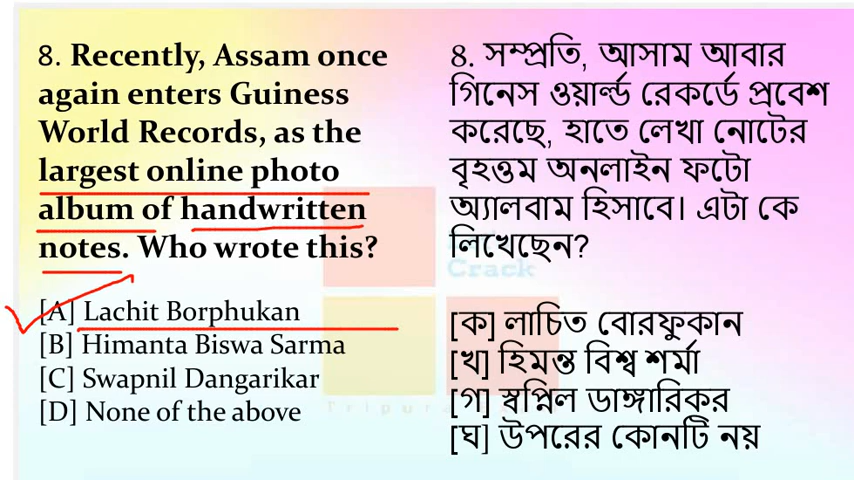 8. Recently, Assam once
again enters Guiness
World Records, as the
largest online photo
album of handwritten
notes. Who wrote this?
[A] Lachit Borphukan
[B] Himanta Biswa Sarma
[C] Swapnil Dangarikar
[D] None of the above
8. সম্প্রতি, আসাম আবার
গিনেস ওয়ার্ল্ড রেকর্ডে প্রবেশ
করেছে, হাতে লেখা নোটের
বৃহত্তম অনলাইন ফটো
অ্যালবাম হিসাবে। এটা কে
লিখেছেন?
[ক] লাচিত বোরফুকান
[খ] হিমন্ত বিশ্ব শর্মা
[গ] স্বপ্নিল ডাঙ্গারিকর
[ঘ] উপরের কোনটি নয়
Crack